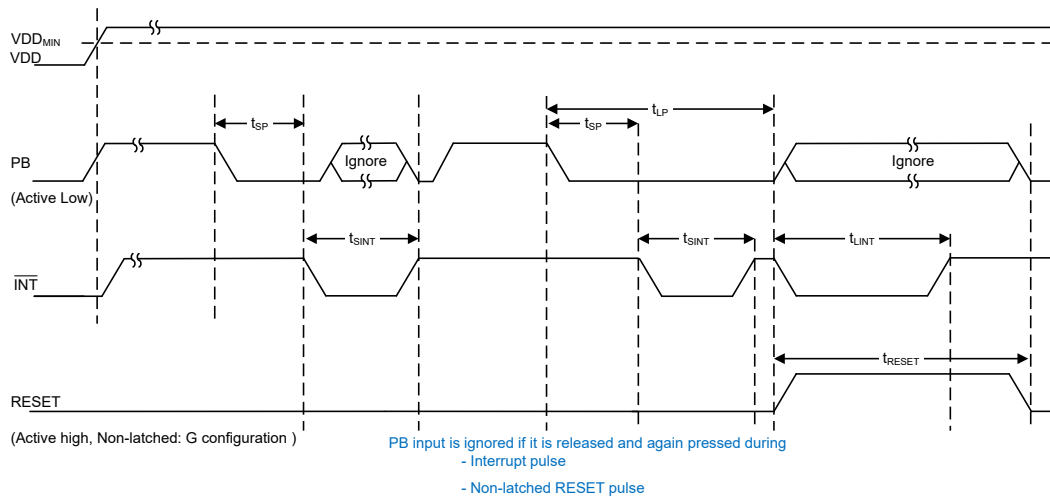 VDDMIN
VDD
tLP
tSP
tSP
PB
Ignore
Ignore
(Active Low)
tSINT
tSINT
tLINT
INT
tRESET
RESET
(Active high, Non-latched: G configuration )
PB input is ignored if it is released and again pressed during
- Interrupt pulse
- Non-latched RESET pulse